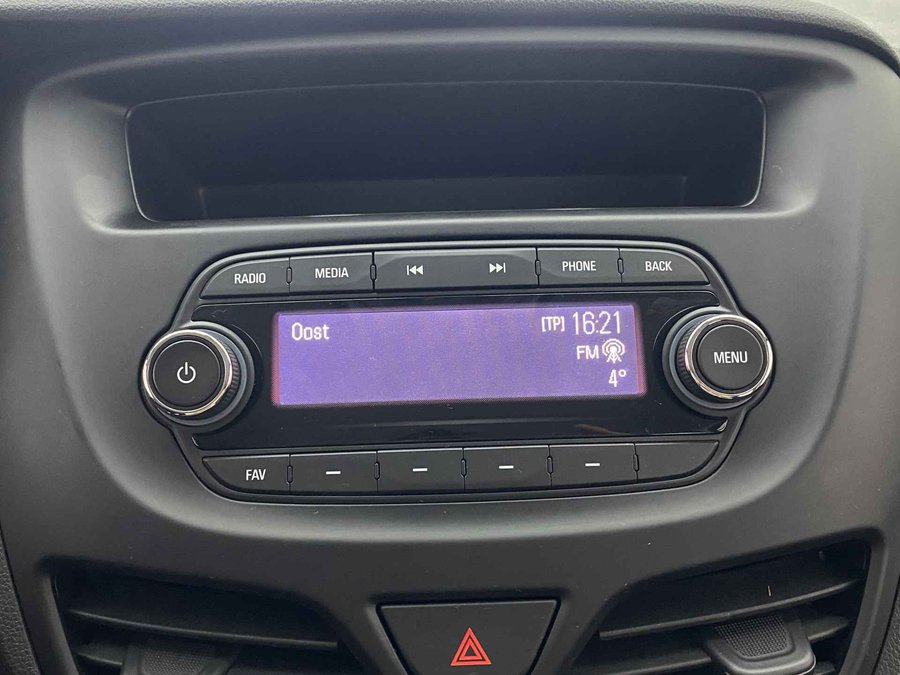 RADIO MEDIA PHONE BACK
Oost [TP] 16:21
FM
4°
MENU
FAV